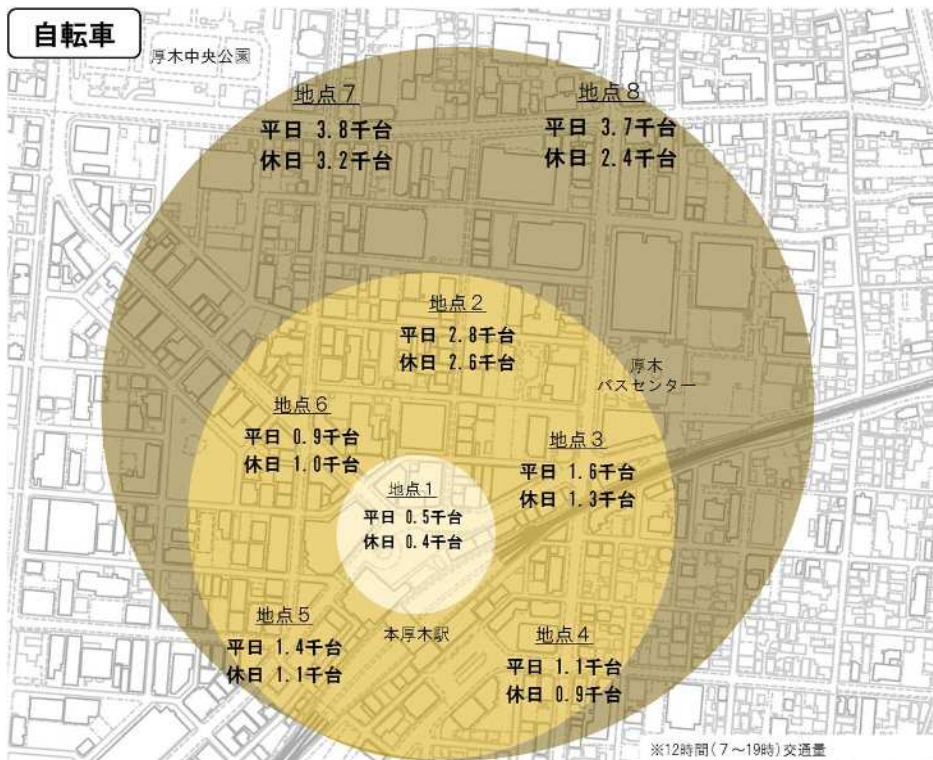 自転車
厚木中央公園
地点7
平日 3.8千台
休日 3.2千台
地点8
平日 3.7千台
休日 2.4千台
地点2
平日 2.8千台
休日 2.6千台
厚木
バスセンター
地点6
平日 0.9千台
休日 1.0千台
地点3
平日 1.6千台
休日 1.3千台
地点1
平日 0.5千台
休日 0.4千台
地点5
平日 1.4千台
休日 1.1千台
本厚木駅
地点4
平日 1.1千台
休日 0.9千台
※12時間(7～19時)交通量